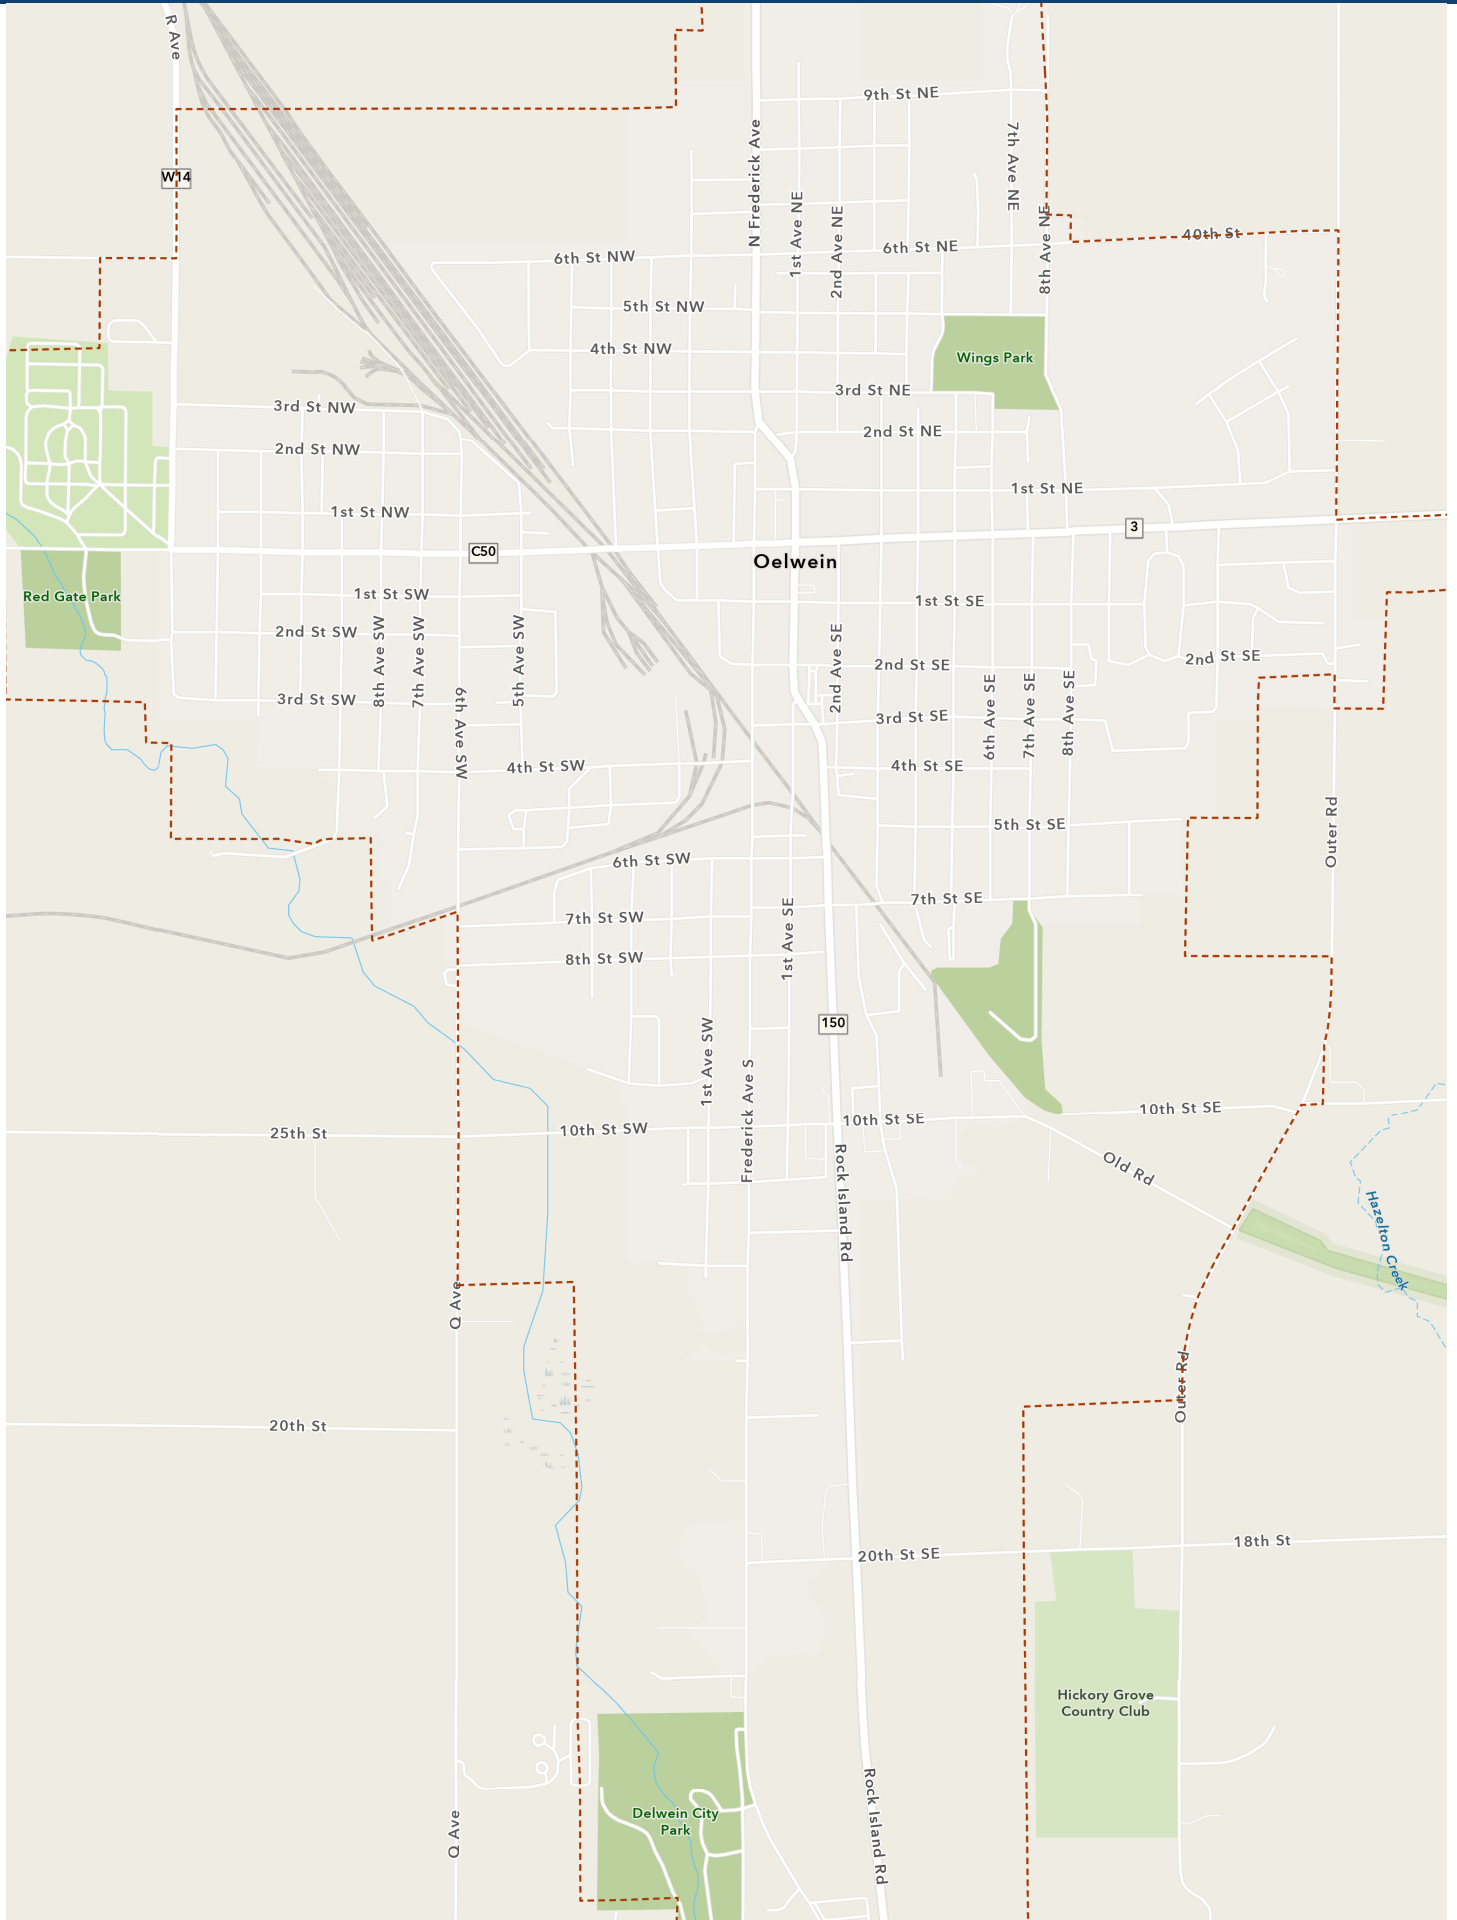 R Ave
9th St NE
N Frederick Ave
7th Ave NE
W14
1st Ave NE
2nd Ave NE
8th Ave NE
40th St
6th St NE
6th St NW
5th St NW
4th St NW
Wings Park
3rd St NE
3rd St NW
2nd St NE
2nd St NW
1st St NE
1st St NW
3
C50
Oelwein
Red Gate Park
1st St SW
1st St SE
2nd St SW
8th Ave SW
7th Ave SW
5th Ave SW
2nd Ave SE
2nd St SE
2nd St SE
3rd St SW
6th Ave SW
3rd St SE
6th Ave SE
7th Ave SE
8th Ave SE
4th St SW
4th St SE
5th St SE
Outer Rd
6th St SW
7th St SE
7th St SW
1st Ave SE
8th St SW
150
1st Ave SW
Frederick Ave S
10th St SE
10th St SE
25th St
10th St SW
Rock Island Rd
Old Rd
Hazelton Creek
Q Ave
Outer Rd
20th St
20th St SE
18th St
Hickory Grove
Country Club
Rock Island Rd
Delwein City
Park
Q Ave